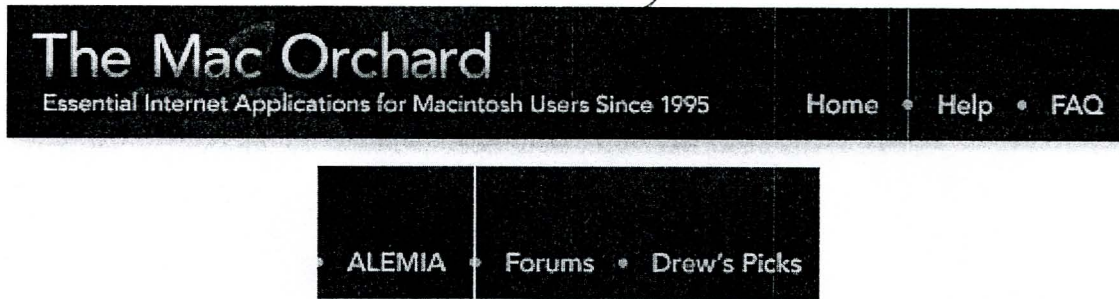 The Mac Orchard
Essential Internet Applications for Macintosh Users Since 1995
Home • Help • FAQ
• ALEMIA • Forums • Drew's Picks